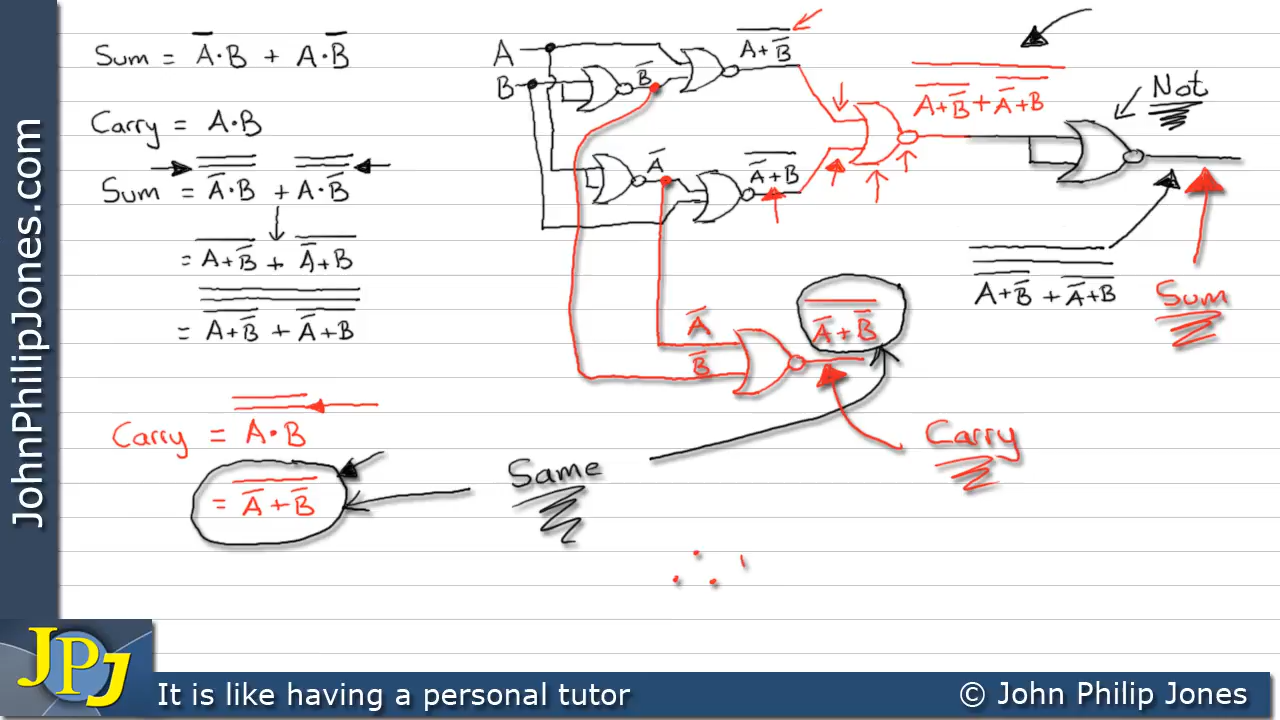 JohnPhilipJones.com
Sum = A̅·B + A·B̅
Carry = A·B
Sum = A̿̅·̿̅B̿ + A̿·̿B̿̅
= A̅+̅B̿ + A̿+̅B̅
= A̅+̅B̿ + A̿+̅B̅
Carry = A̿·̿B̿
= A̿+̅B̿
Same
A
B
B̅
A̅+̅B̿
A̅
A̿+̅B̅
A̅+̅B̿ + A̿+̅B̅
Not
A̅+̅B̿ + A̿+̅B̅
Sum
A̅
B̅
A̿+̅B̿
Carry
∴
JPJ
It is like having a personal tutor
© John Philip Jones